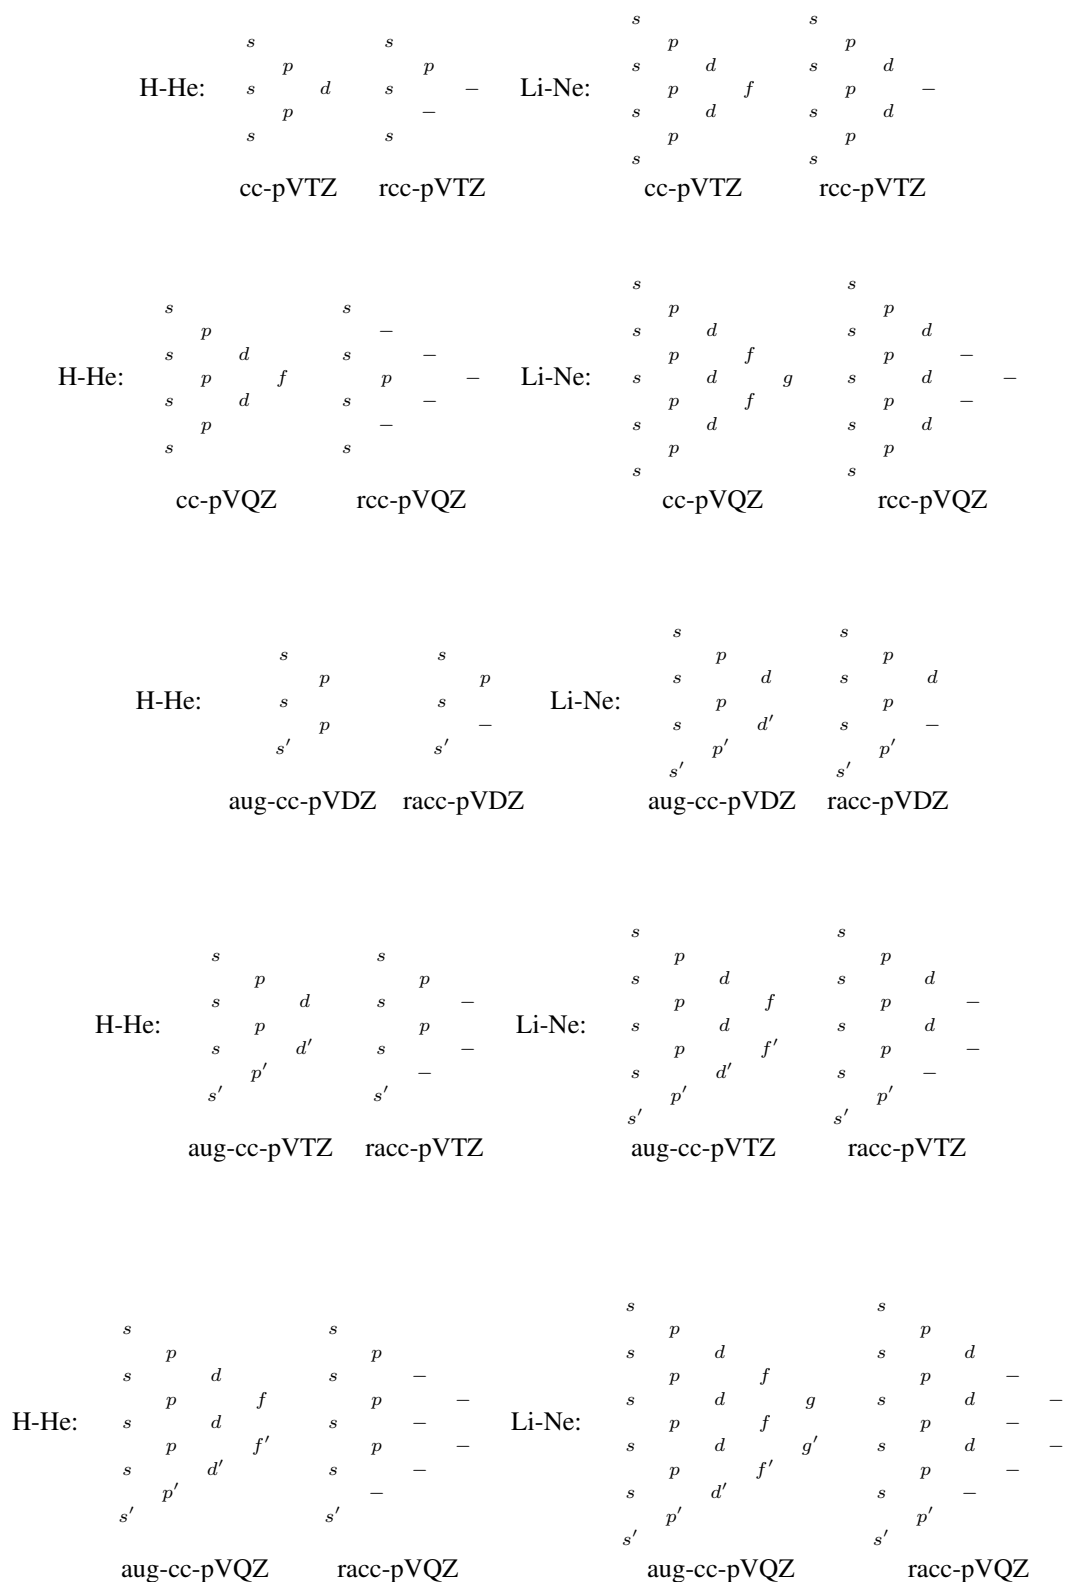 s s
s s p p
p p s d s d
H-He: s d s − Li-Ne: p f p −
p − s d s d
s s p p
s s
cc-pVTZ rcc-pVTZ cc-pVTZ rcc-pVTZ
s s
s s p p
p − s d s d
s d s − p f p −
H-He: p f p − Li-Ne: s d g s d −
s d s − p f p −
p − s d s d
s s p p
s s
cc-pVQZ rcc-pVQZ cc-pVQZ rcc-pVQZ
s s
s s p p
p p s d s d
H-He: s s Li-Ne: p p
p − s d′ s −
s′ s′ p′ p′
s′ s′
aug-cc-pVDZ racc-pVDZ aug-cc-pVDZ racc-pVDZ
s s
s s p p
p p s d s d
s d s − p f p −
H-He: p p Li-Ne: s d s d
s d′ s − p f′ p −
p′ − s d′ s −
s′ s′ p′ p′
s′ s′
aug-cc-pVTZ racc-pVTZ aug-cc-pVTZ racc-pVTZ
s s
s s p p
p p s d s d
s d s − p f p −
p f p − s d g s d −
H-He: s d s − Li-Ne: p f p −
p f′ p − s d g′ s d −
s d′ s − p f′ p −
p′ − s d′ s −
s′ s′ p′ p′
s′ s′
aug-cc-pVQZ racc-pVQZ aug-cc-pVQZ racc-pVQZ